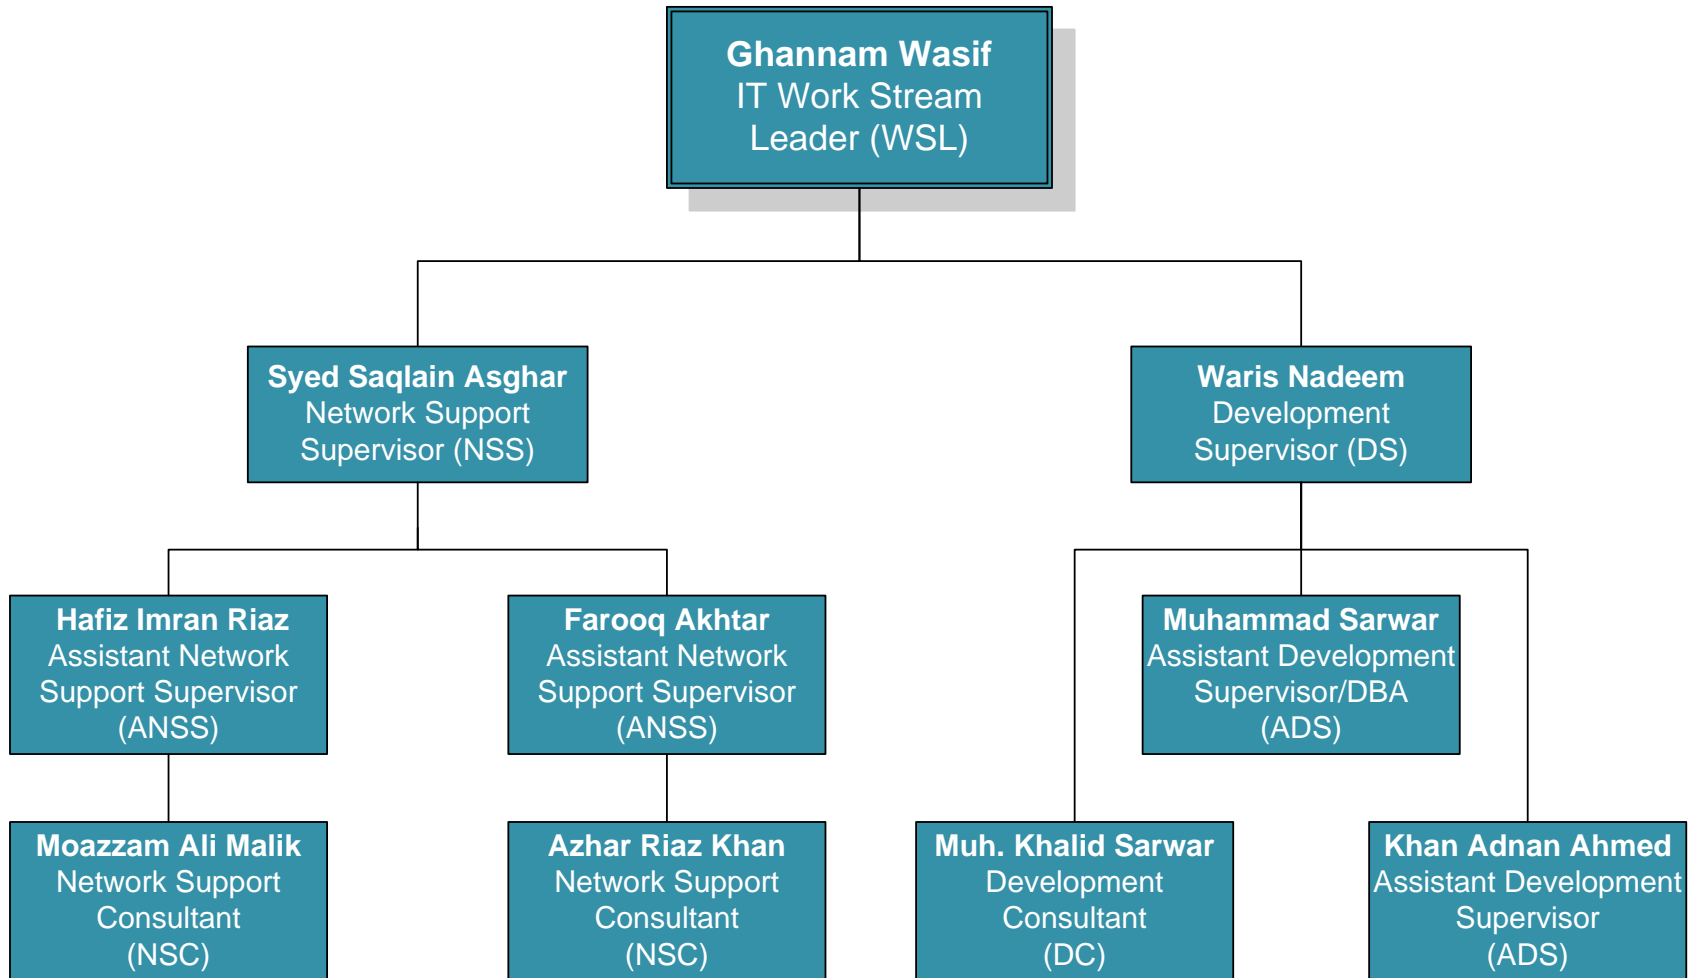 Ghannam Wasif
IT Work Stream
Leader (WSL)
Syed Saqlain Asghar
Network Support
Supervisor (NSS)
Waris Nadeem
Development
Supervisor (DS)
Hafiz Imran Riaz
Assistant Network
Support Supervisor
(ANSS)
Farooq Akhtar
Assistant Network
Support Supervisor
(ANSS)
Muhammad Sarwar
Assistant Development
Supervisor/DBA
(ADS)
Moazzam Ali Malik
Network Support
Consultant
(NSC)
Azhar Riaz Khan
Network Support
Consultant
(NSC)
Muh. Khalid Sarwar
Development
Consultant
(DC)
Khan Adnan Ahmed
Assistant Development
Supervisor
(ADS)